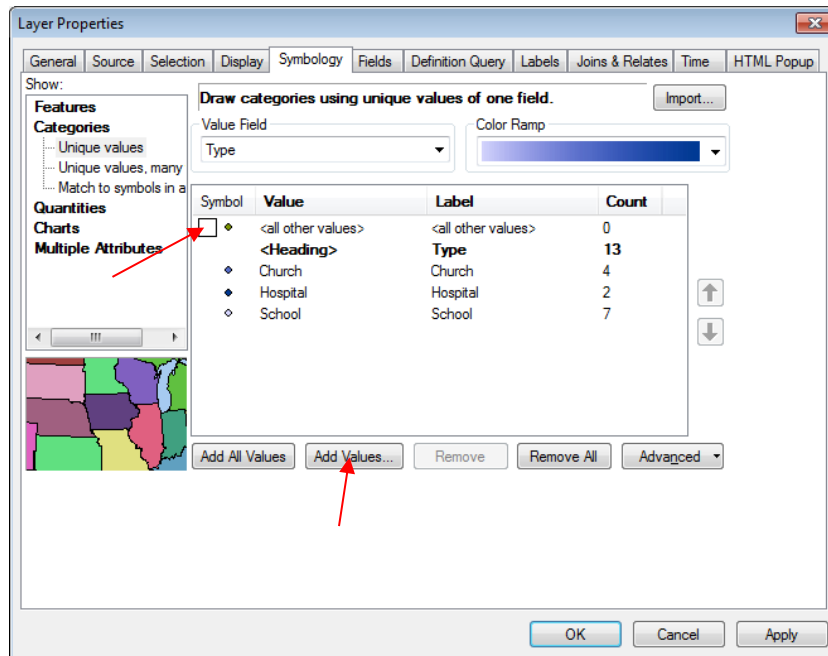 Layer Properties
General Source Selection Display Symbology Fields Definition Query Labels Joins & Relates Time HTML Popup
Show:
Features
Categories
Unique values
Unique values, many
Match to symbols in a
Quantities
Charts
Multiple Attributes
Draw categories using unique values of one field.
Import...
Value Field
Type
Color Ramp
Symbol Value Label Count
<all other values> <all other values> 0
<Heading> Type 13
Church Church 4
Hospital Hospital 2
School School 7
Add All Values Add Values... Remove Remove All Advanced
OK Cancel Apply